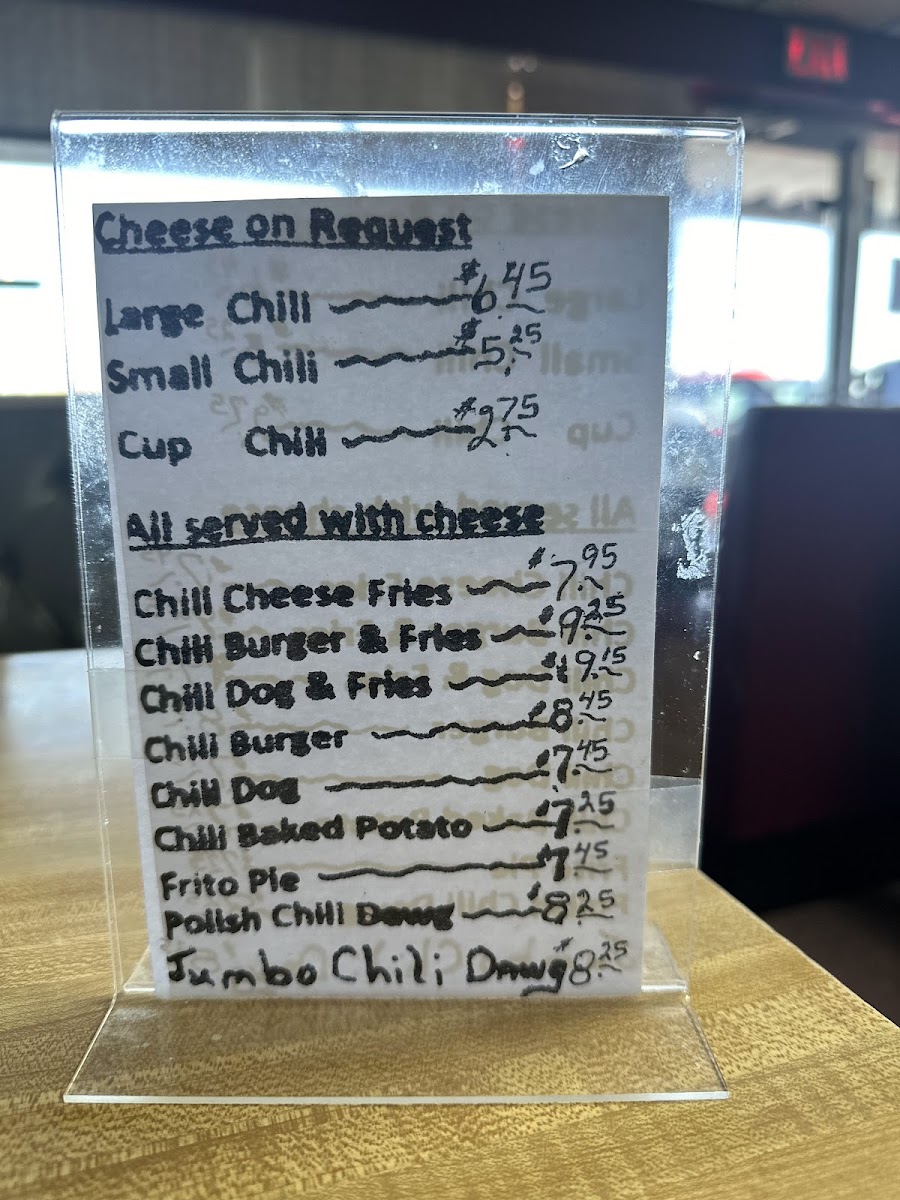 EXIT
Cheese on Request
Large Chili $6.45
Small Chili $5.25
Cup Chili $2.75
All served with cheese
Chili Cheese Fries $7.95
Chili Burger & Fries $9.25
Chili Dog & Fries $9.15
Chili Burger $8.45
Chili Dog $7.45
Chili Baked Potato $7.25
Frito Pie $7.45
Polish Chili Dawg $8.25
Jumbo Chili Dawg $8.25